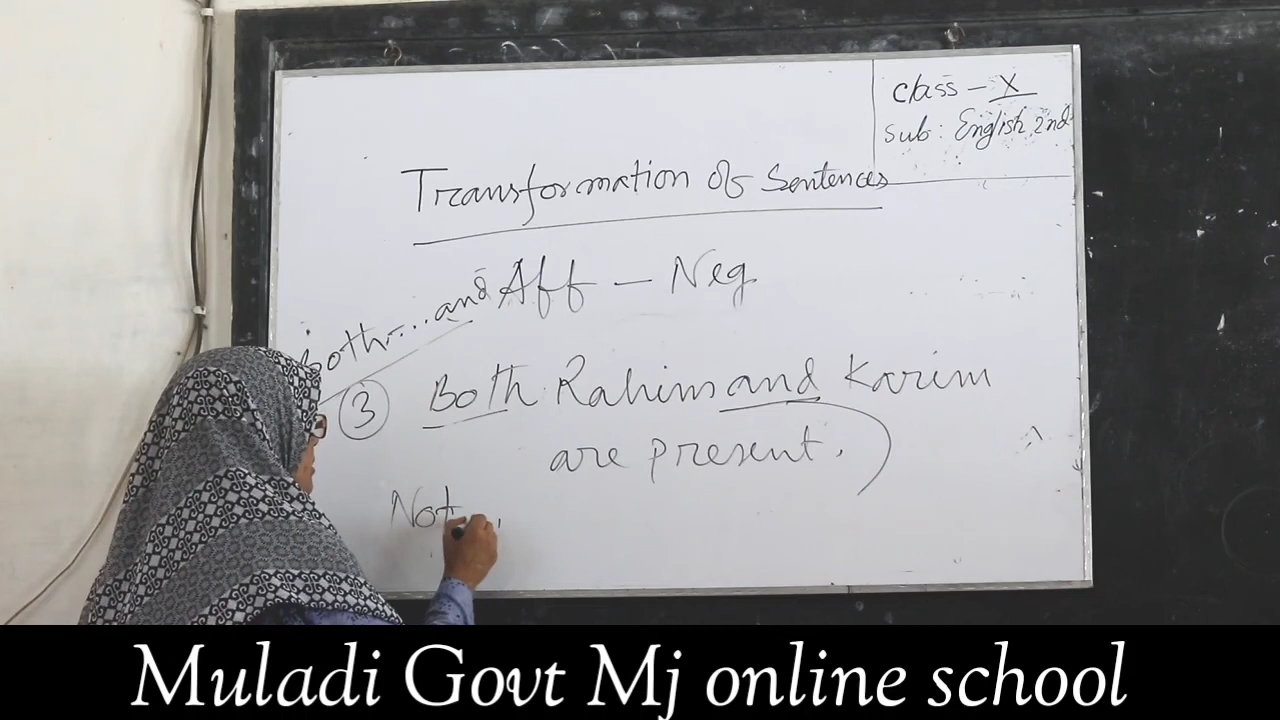 class - X
Sub: English 2nd
Transformation of Sentences
Aff - Neg
Both.... and
③ Both Rahim and Karim
are present.
Not
Muladi Govt Mj online school